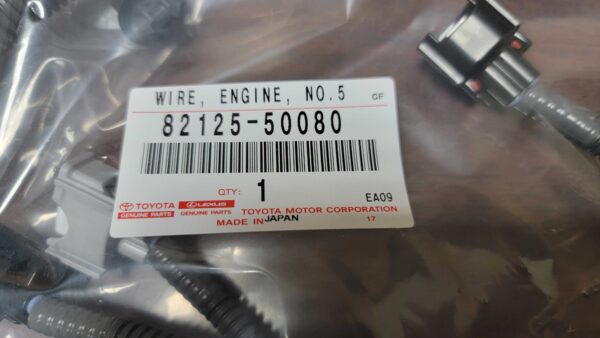 WIRE, ENGINE, NO.5 GF
82125-50080
QTY: 1 EA09
TOYOTA LEXUS
GENUINE PARTS GENUINE PARTS TOYOTA MOTOR CORPORATION
MADE IN JAPAN 17